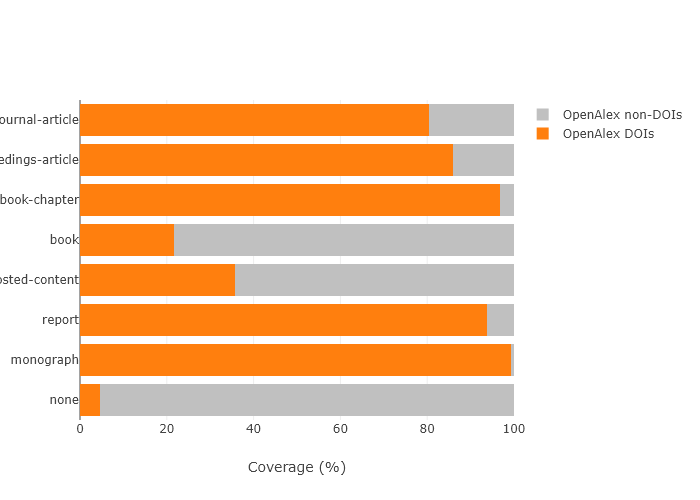 ournal-article
edings-article
book-chapter
book
osted-content
report
monograph
none
0 20 40 60 80 100
Coverage (%)
OpenAlex non-DOIs
OpenAlex DOIs